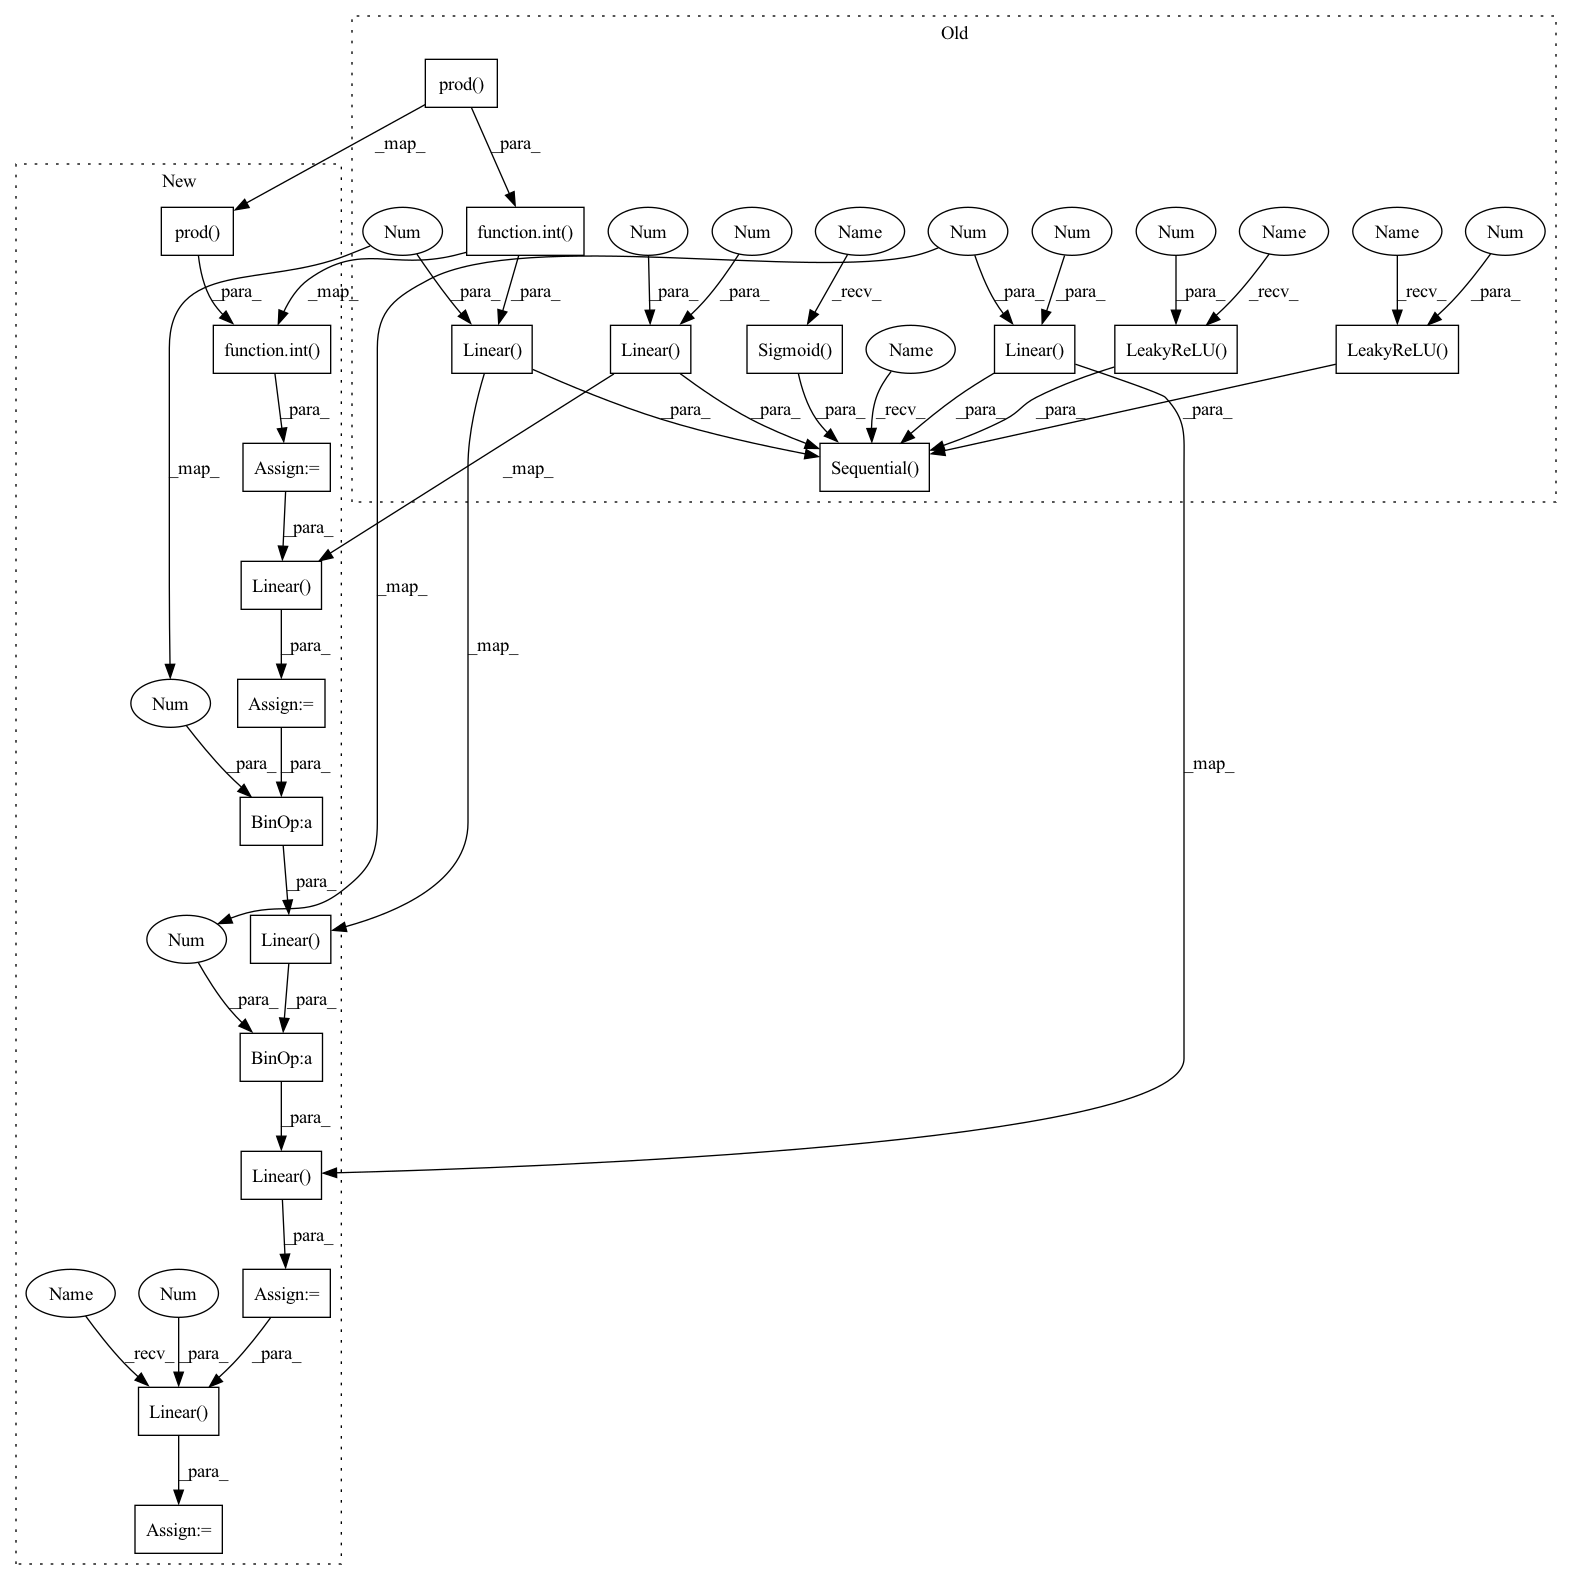 Old
prod()
_map_
_para_
New
prod()
Num
function.int()
Num
Num
Name
Num
Num
Num
Name
Name
Num
_para_
_map_
_para_
_para_
_para_
_para_
_recv_
_para_
_para_
_para_
_recv_
_recv_
_para_
function.int()
Linear()
Linear()
Sigmoid()
Name
Linear()
LeakyReLU()
LeakyReLU()
_para_
_para_
_para_
_para_
_recv_
_para_
_para_
_para_
Assign:=
_map_
_map_
Sequential()
_para_
Linear()
_map_
_para_
_map_
Num
Assign:=
_para_
_para_
_map_
BinOp:a
_para_
Num
Linear()
_para_
_para_
BinOp:a
_para_
Linear()
_para_
Name
Num
Assign:=
_recv_
_para_
_para_
Linear()
_para_
Assign:=